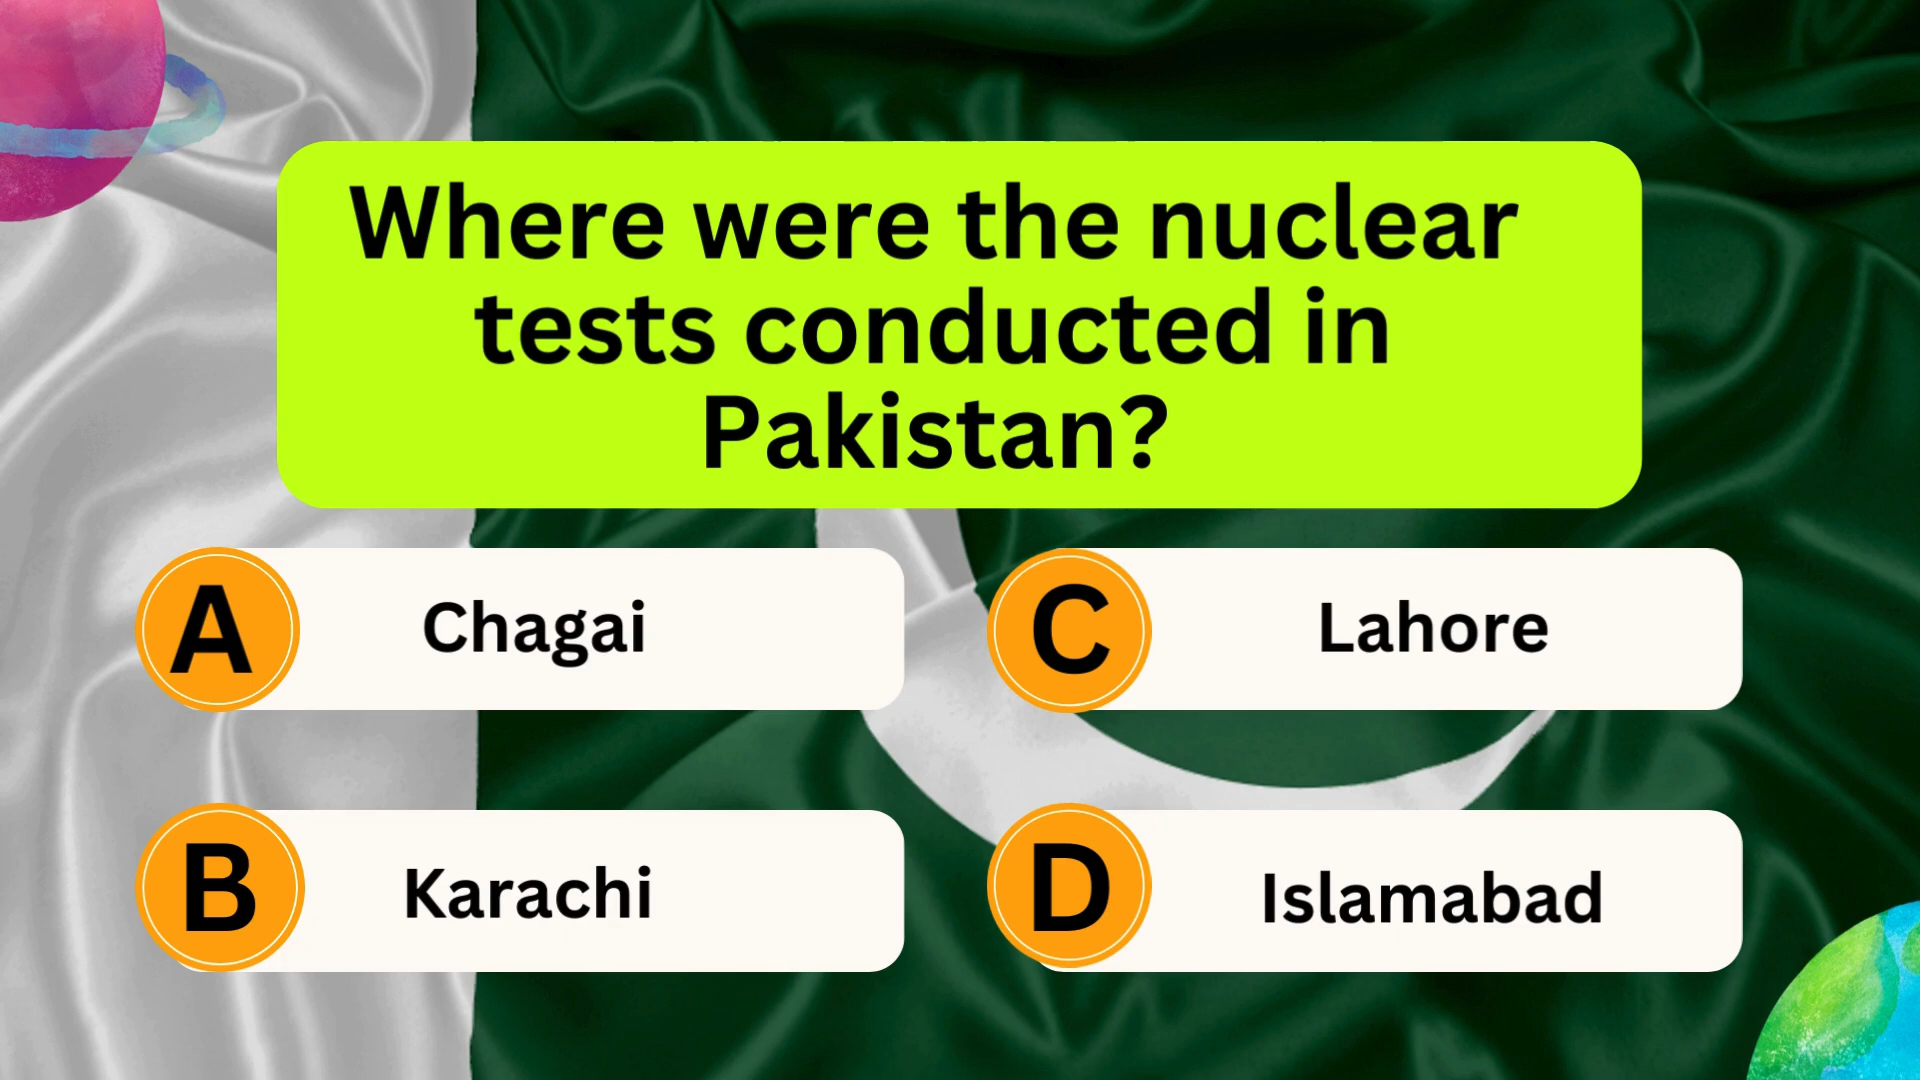 Where were the nuclear
tests conducted in
Pakistan?
A Chagai
C Lahore
B Karachi
D Islamabad